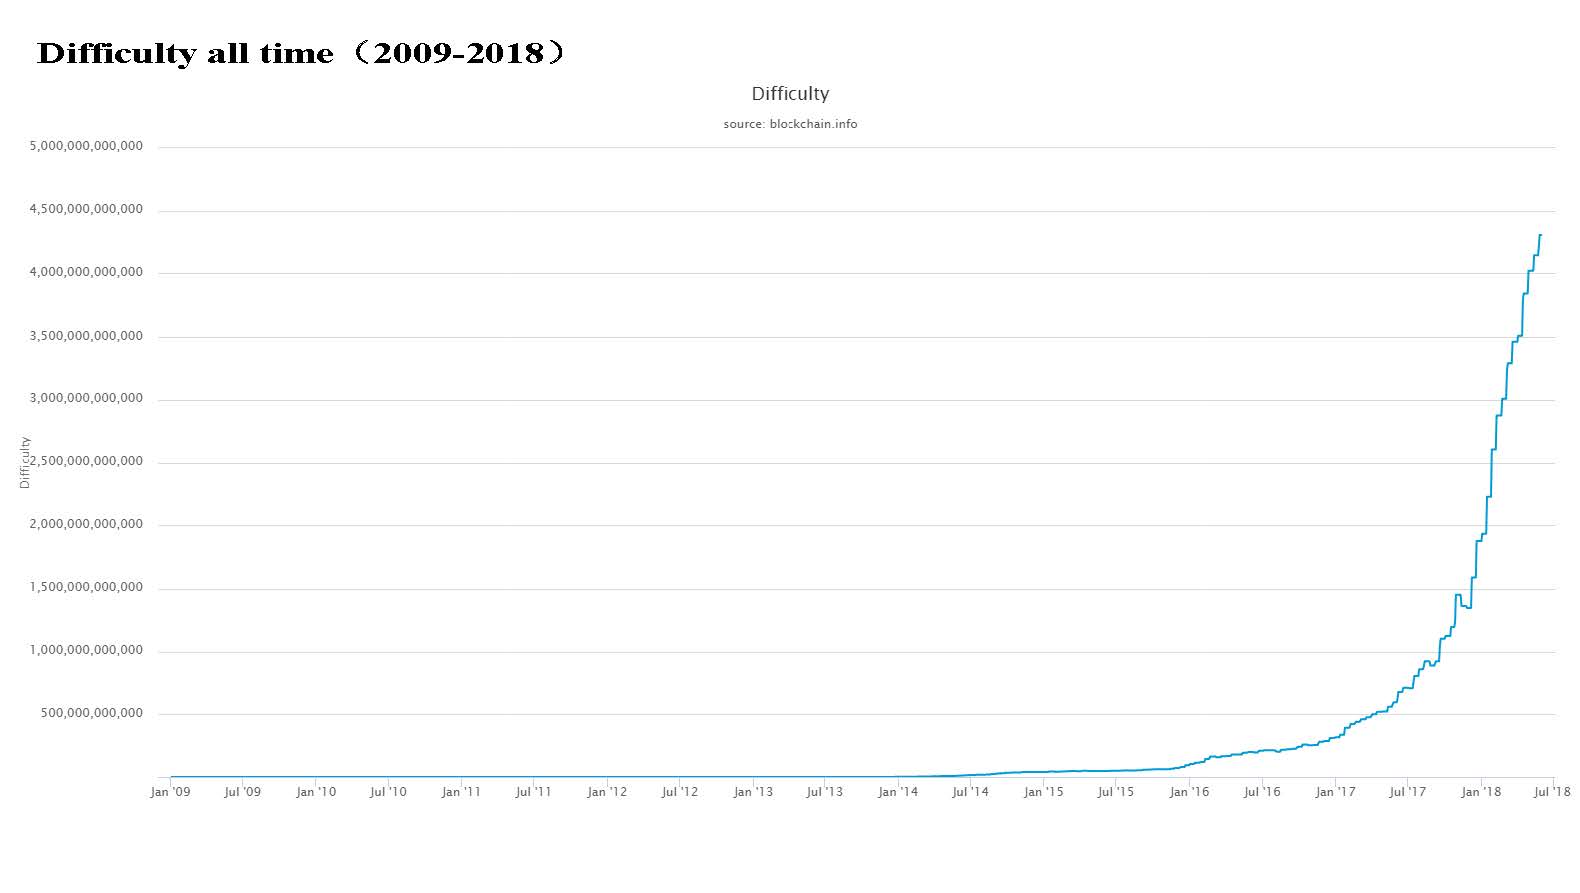 Difficulty all time（2009-2018）
Difficulty
source: blockchain.info
5,000,000,000,000
4,500,000,000,000
4,000,000,000,000
3,500,000,000,000
3,000,000,000,000
Difficulty
2,500,000,000,000
2,000,000,000,000
1,500,000,000,000
1,000,000,000,000
500,000,000,000
Jan '09 Jul '09 Jan '10 Jul '10 Jan '11 Jul '11 Jan '12 Jul '12 Jan '13 Jul '13 Jan '14 Jul '14 Jan '15 Jul '15 Jan '16 Jul '16 Jan '17 Jul '17 Jan '18 Jul '18